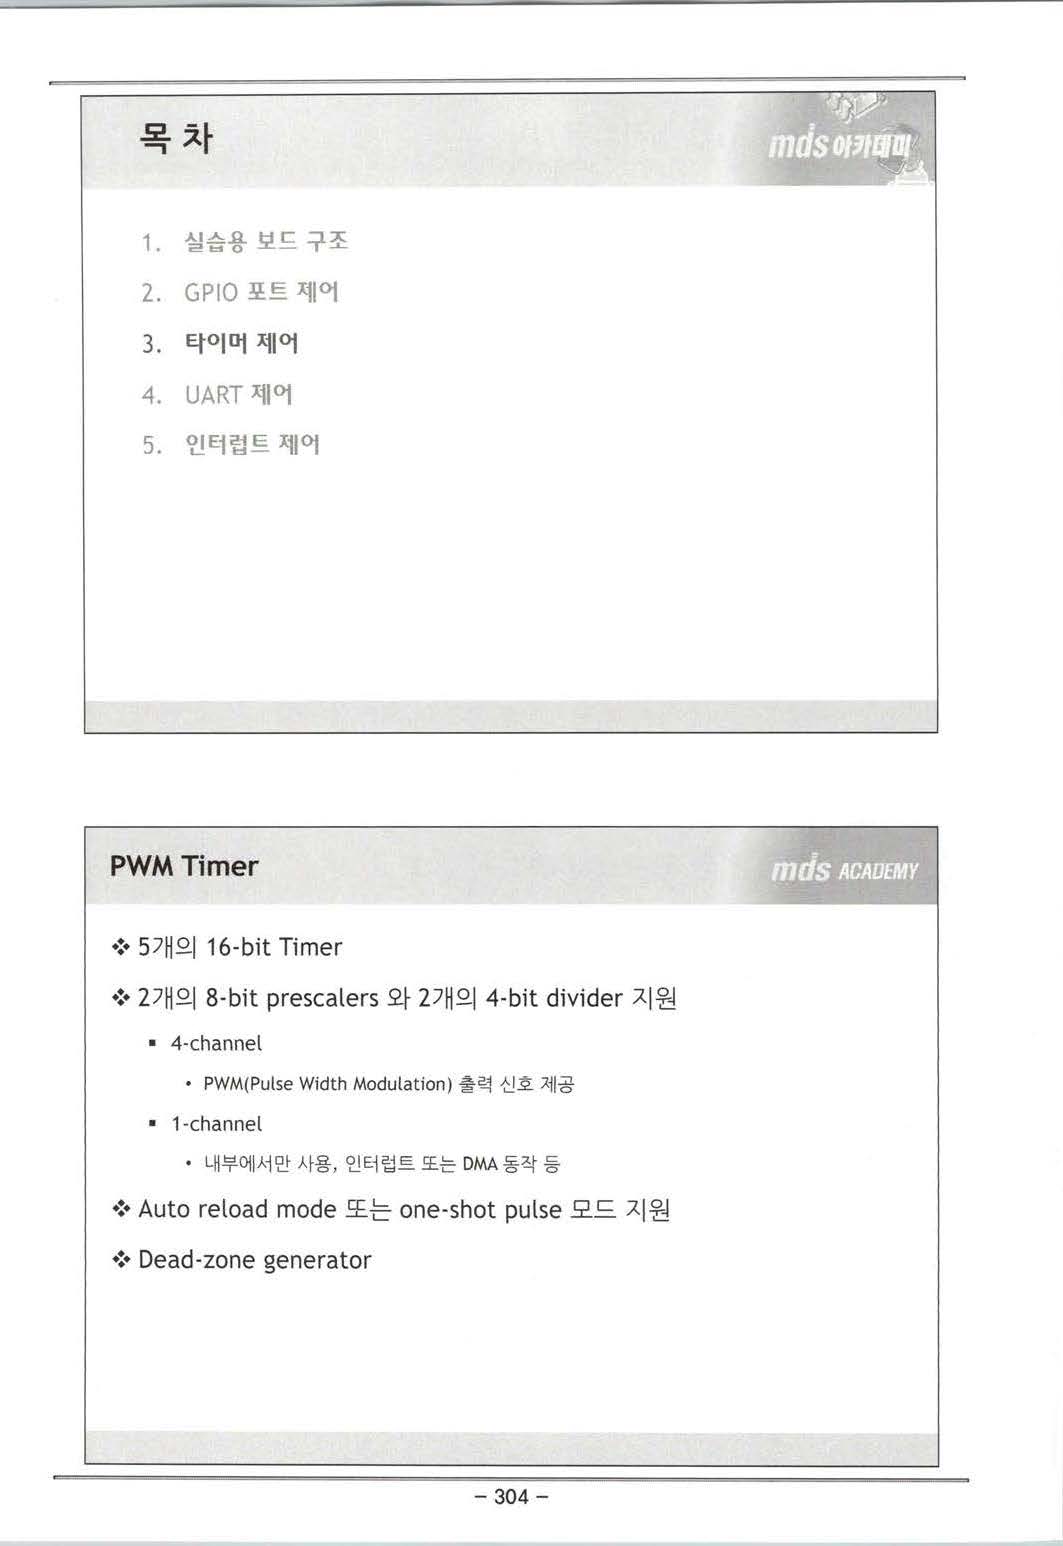 목 차
mds 아카데미
1. 실습용 보드 구조
2. GPIO 포트 제어
3. 타이머 제어
4. UART 제어
5. 인터럽트 제어
PWM Timer
mds ACADEMY
❖ 5개의 16-bit Timer
❖ 2개의 8-bit prescalers 와 2개의 4-bit divider 지원
▪ 4-channel
• PWM(Pulse Width Modulation) 출력 신호 제공
▪ 1-channel
• 내부에서만 사용, 인터럽트 또는 DMA 동작 등
❖ Auto reload mode 또는 one-shot pulse 모드 지원
❖ Dead-zone generator
- 304 -